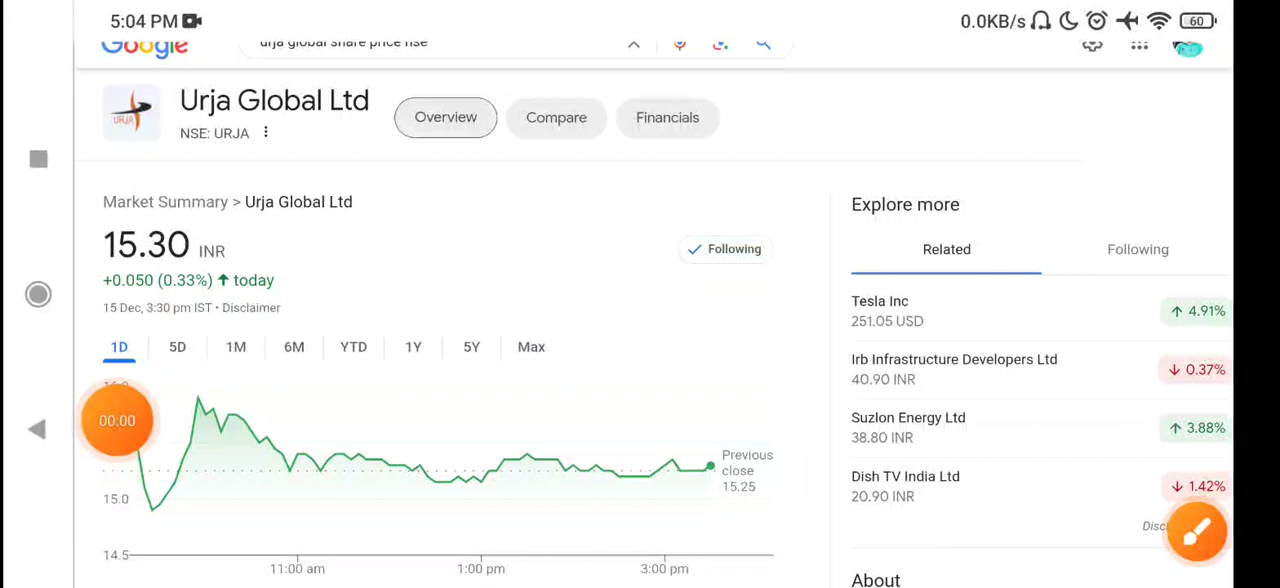 5:04 PM
0.0KB/s
60
Google
urja global share price nse
URJA
Urja Global Ltd
NSE: URJA
Overview
Compare
Financials
Market Summary > Urja Global Ltd
15.30 INR
Following
+0.050 (0.33%) ↑ today
15 Dec, 3:30 pm IST • Disclaimer
1D
5D
1M
6M
YTD
1Y
5Y
Max
00:00
Previous
close
15.25
15.0
14.5
11:00 am
1:00 pm
3:00 pm
Explore more
Related
Following
Tesla Inc
251.05 USD
↑ 4.91%
Irb Infrastructure Developers Ltd
40.90 INR
↓ 0.37%
Suzlon Energy Ltd
38.80 INR
↑ 3.88%
Dish TV India Ltd
20.90 INR
↓ 1.42%
About